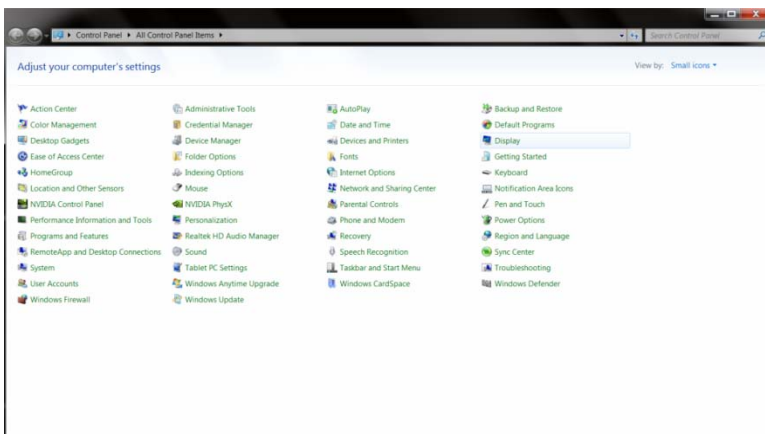 Control Panel All Control Panel Items Search Control Panel
Adjust your computer's settings View by: Small icons
Action Center Administrative Tools AutoPlay Backup and Restore
Color Management Credential Manager Date and Time Default Programs
Desktop Gadgets Device Manager Devices and Printers Display
Ease of Access Center Folder Options Fonts Getting Started
HomeGroup Indexing Options Internet Options Keyboard
Location and Other Sensors Mouse Network and Sharing Center Notification Area Icons
NVIDIA Control Panel NVIDIA PhysX Parental Controls Pen and Touch
Performance Information and Tools Personalization Phone and Modem Power Options
Programs and Features Realtek HD Audio Manager Recovery Region and Language
RemoteApp and Desktop Connections Sound Speech Recognition Sync Center
System Tablet PC Settings Taskbar and Start Menu Troubleshooting
User Accounts Windows Anytime Upgrade Windows CardSpace Windows Defender
Windows Firewall Windows Update